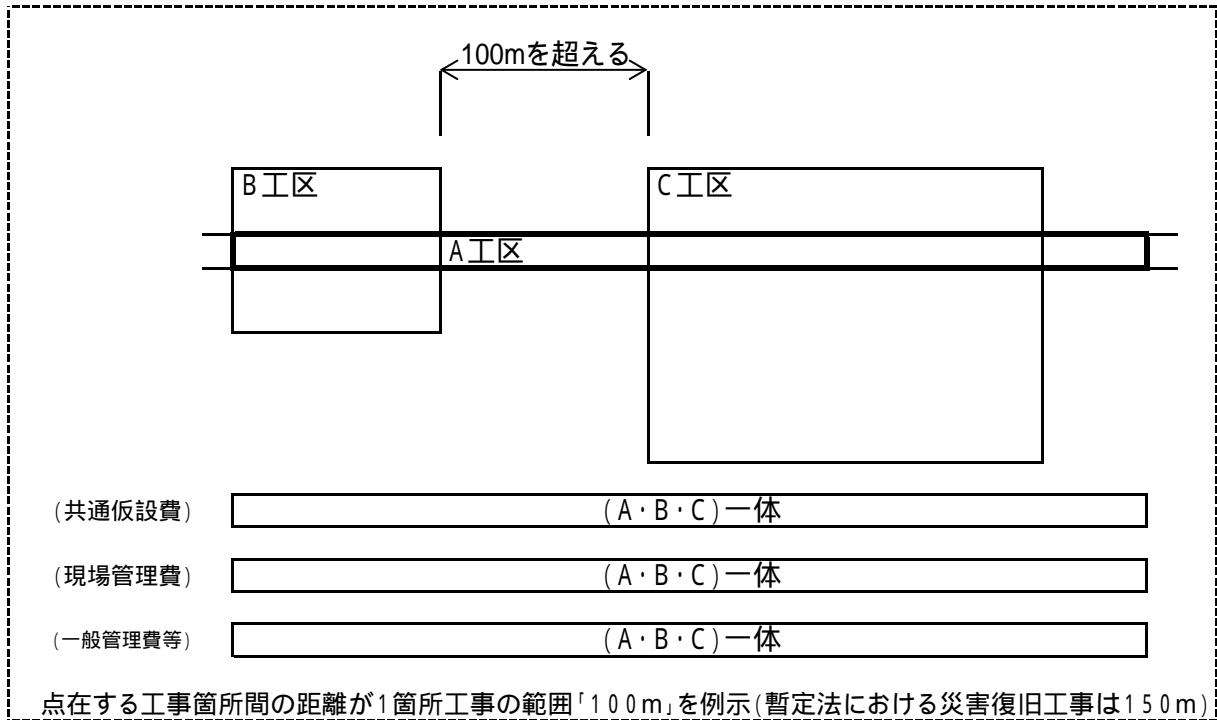 100mを超える
B工区
C工区
A工区
(共通仮設費) (A・B・C)一体
(現場管理費) (A・B・C)一体
(一般管理費等) (A・B・C)一体
点在する工事箇所間の距離が1箇所工事の範囲「100m」を例示(暫定法における災害復旧工事は150m)